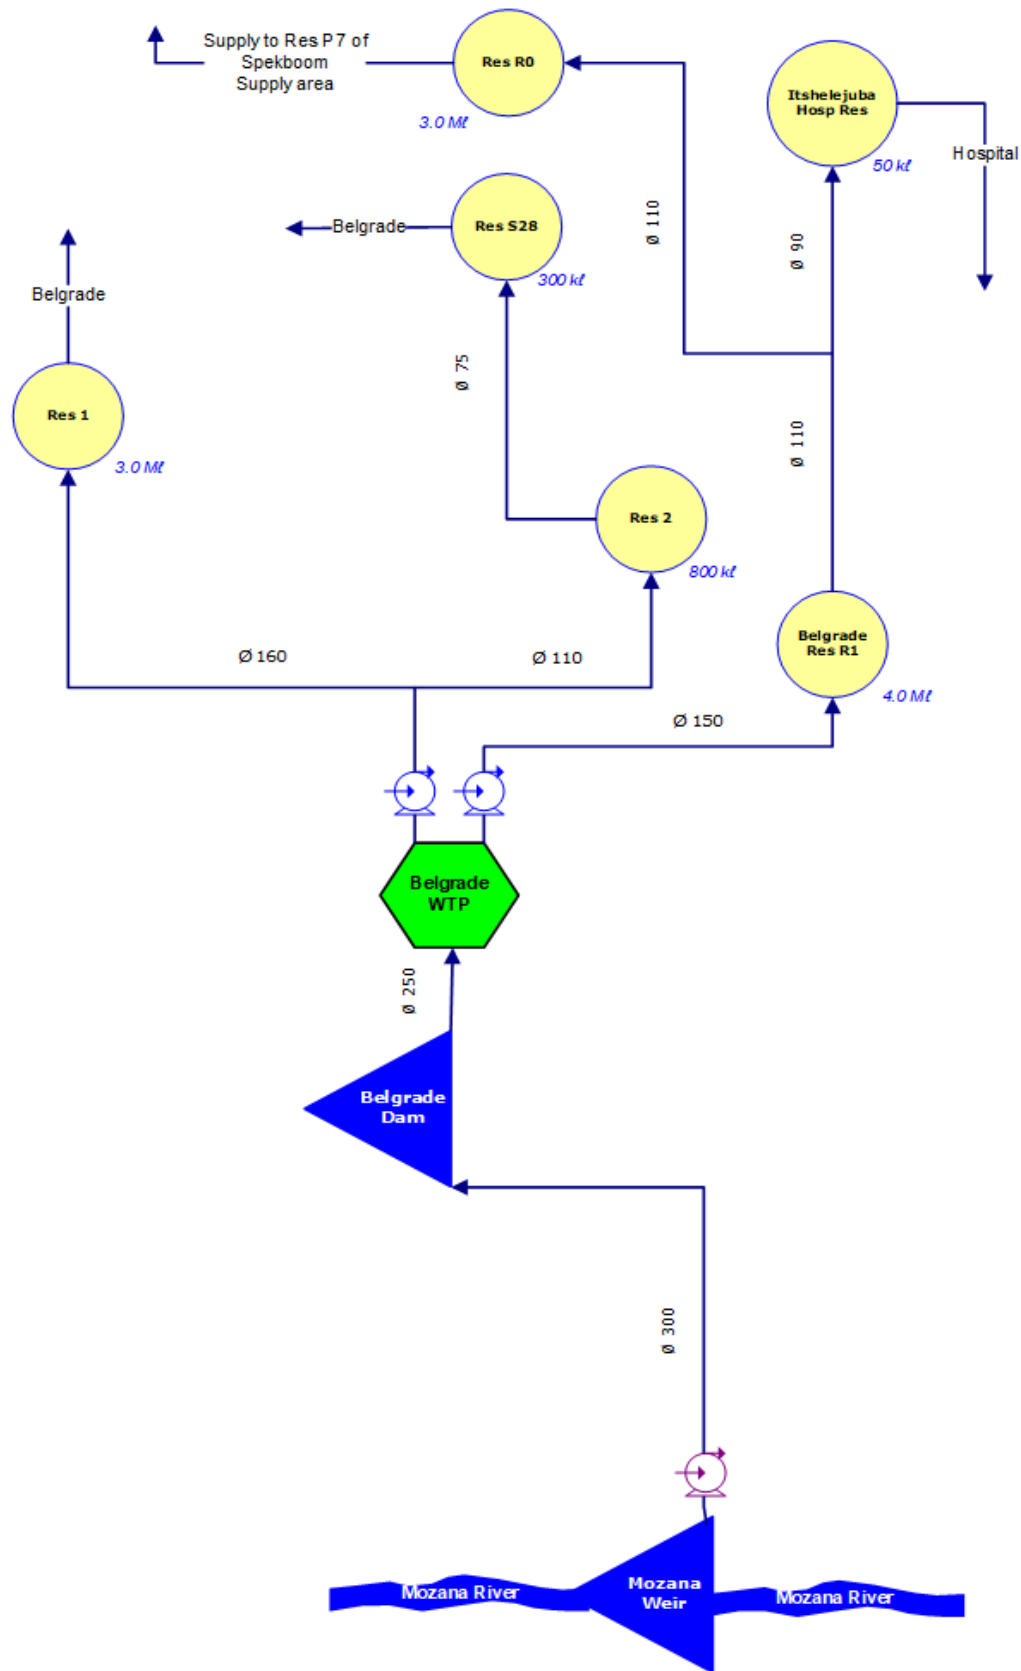 Supply to Res P7 of
Spekboom
Supply area
Res R0
3.0 Mℓ
Itshelejuba
Hosp Res
50 kℓ
Hospital
Ø 110
Ø 90
Belgrade
Res S28
300 kℓ
Belgrade
Res 1
3.0 Mℓ
Ø 75
Ø 110
Res 2
800 kℓ
Belgrade
Res R1
4.0 Mℓ
Ø 160
Ø 110
Ø 150
Belgrade
WTP
Ø 250
Belgrade
Dam
Ø 300
Mozana River
Mozana
Weir
Mozana River